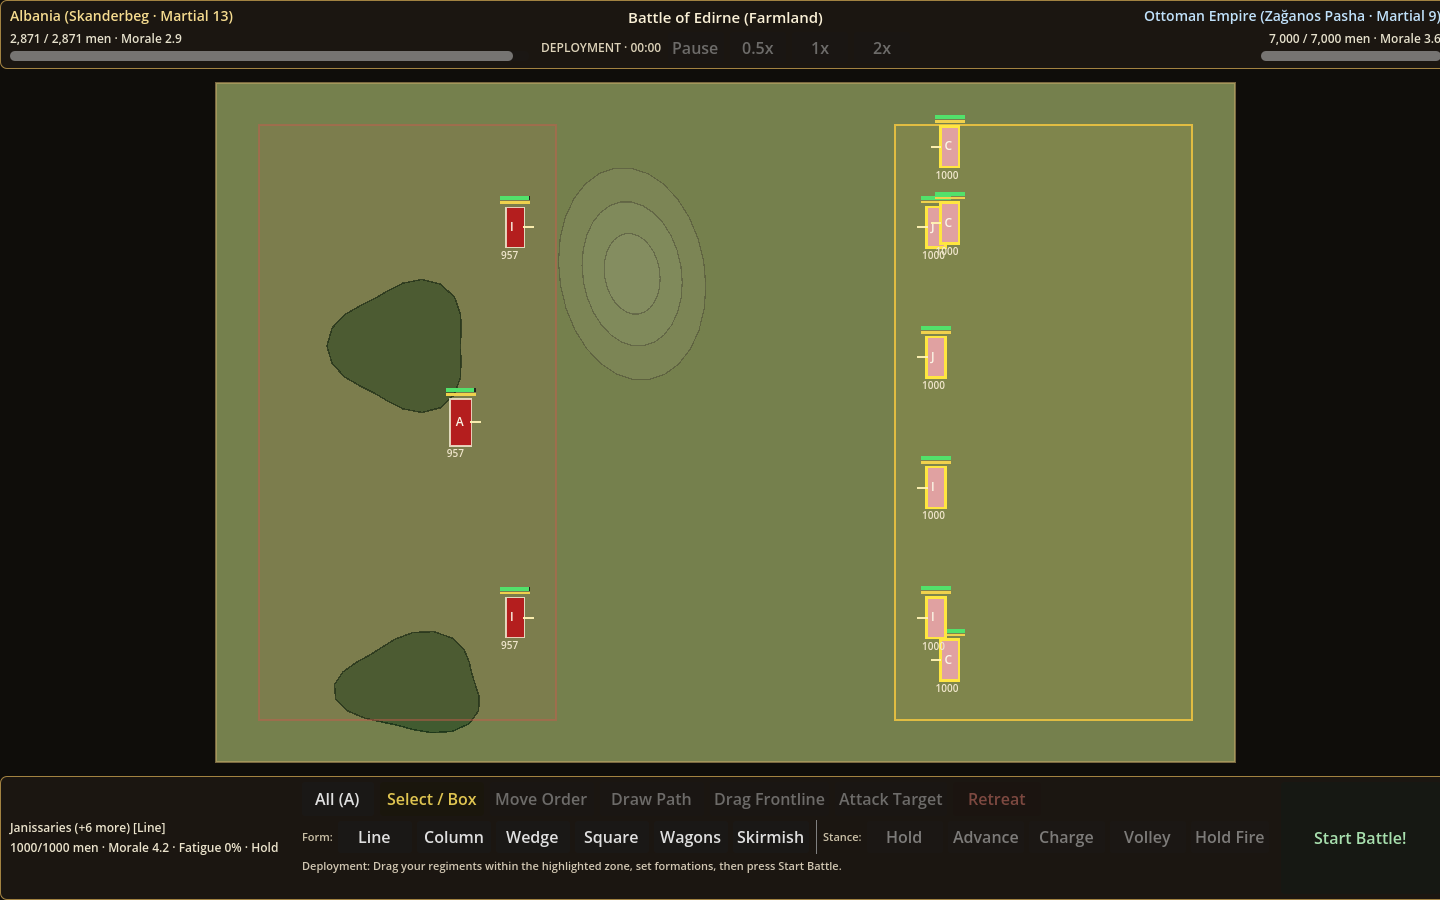 Albania (Skanderbeg · Martial 13)
2,871 / 2,871 men · Morale 2.9
Battle of Edirne (Farmland)
DEPLOYMENT · 00:00 Pause 0.5x 1x 2x
Ottoman Empire (Zağanos Pasha · Martial 9)
7,000 / 7,000 men · Morale 3.6
C
1000
I
957
J
1000
C
1000
J
1000
A
957
I
1000
I
957
I
1000
C
1000
All (A) Select / Box Move Order Draw Path Drag Frontline Attack Target Retreat
Janissaries (+6 more) [Line]
1000/1000 men · Morale 4.2 · Fatigue 0% · Hold
Form: Line Column Wedge Square Wagons Skirmish Stance: Hold Advance Charge Volley Hold Fire
Deployment: Drag your regiments within the highlighted zone, set formations, then press Start Battle.
Start Battle!